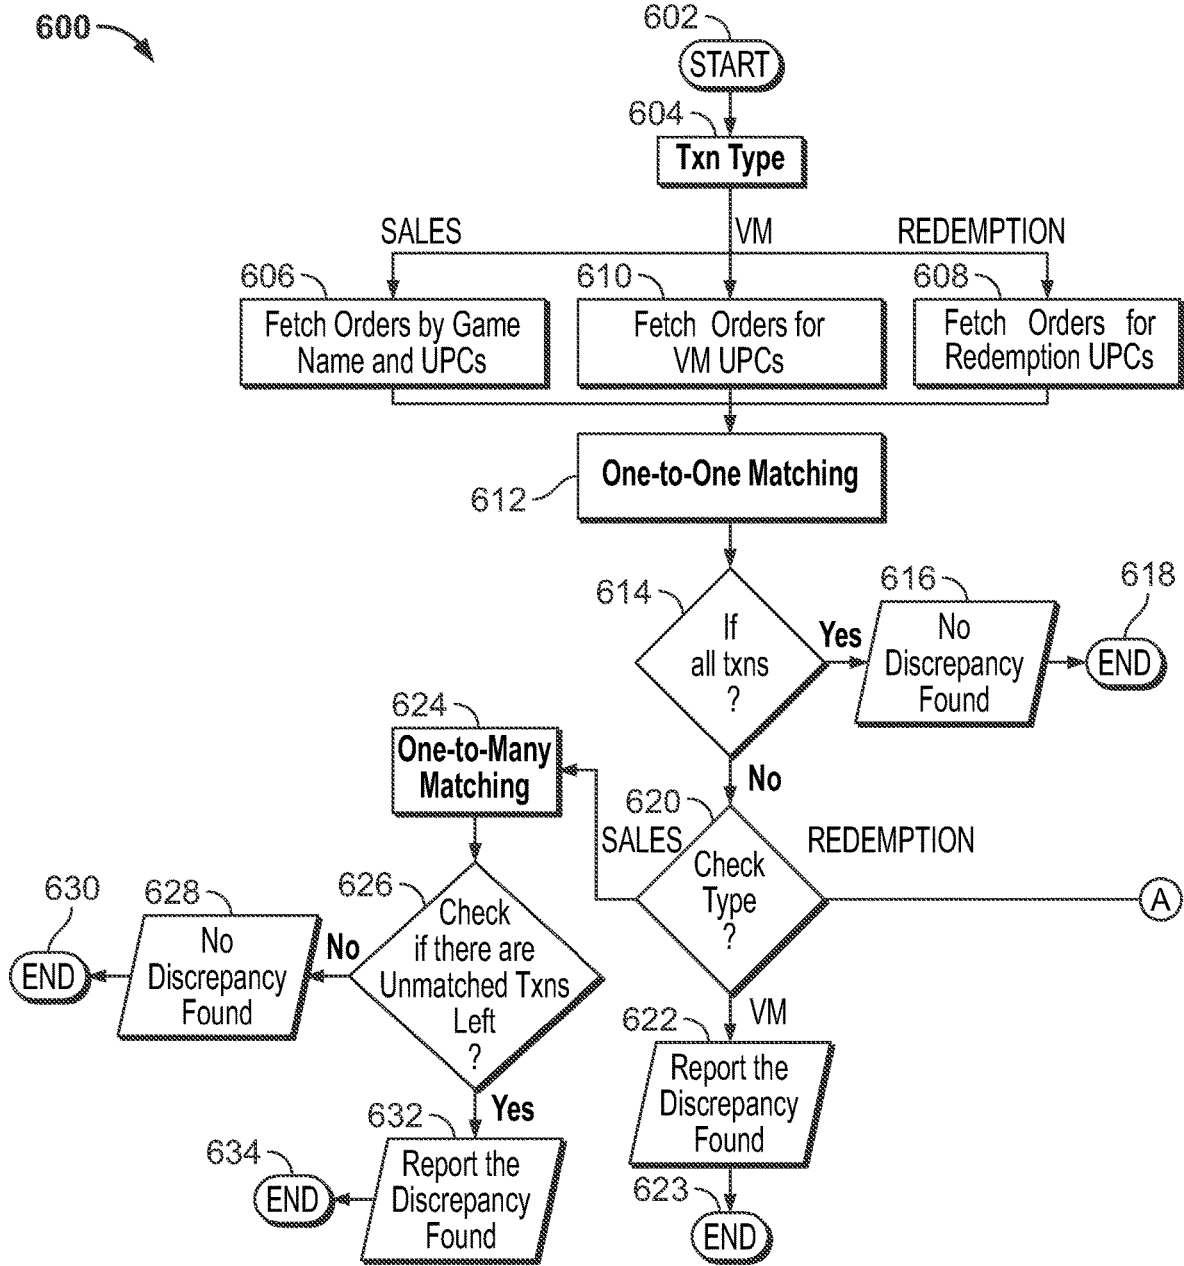 600
602
START
604
Txn Type
SALES
VM
REDEMPTION
606
610
608
Fetch Orders by Game
Name and UPCs
Fetch Orders for
VM UPCs
Fetch Orders for
Redemption UPCs
One-to-One Matching
612
614
If
all txns
?
Yes
616
No
Discrepancy
Found
618
END
No
624
One-to-Many
Matching
620
SALES
REDEMPTION
Check
Type
?
A
626
Check
if there are
Unmatched Txns
Left
?
No
628
No
Discrepancy
Found
630
END
VM
622
Report the
Discrepancy
Found
623
END
Yes
632
Report the
Discrepancy
Found
634
END